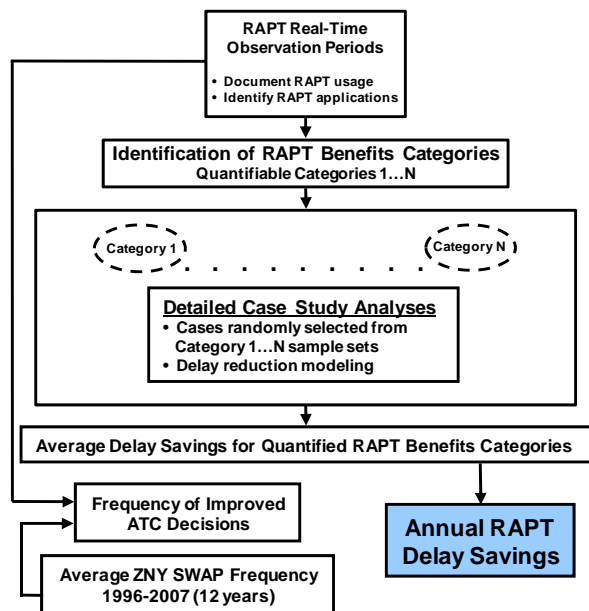 RAPT Real-Time
Observation Periods
• Document RAPT usage
• Identify RAPT applications
Identification of RAPT Benefits Categories
Quantifiable Categories 1…N
Category 1
Category N
. . . . . . . . . .
Detailed Case Study Analyses
• Cases randomly selected from
Category 1…N sample sets
• Delay reduction modeling
Average Delay Savings for Quantified RAPT Benefits Categories
Frequency of Improved
ATC Decisions
Annual RAPT
Delay Savings
Average ZNY SWAP Frequency
1996-2007 (12 years)